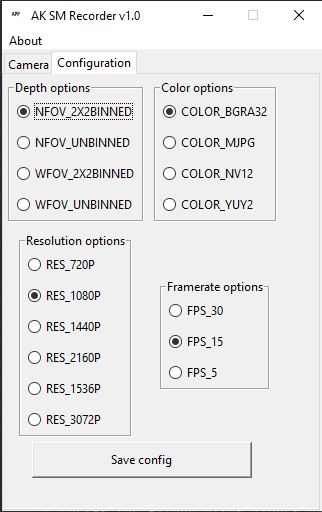 APP AK SM Recorder v1.0
About
Camera Configuration
Depth options
NFOV_2X2BINNED
NFOV_UNBINNED
WFOV_2X2BINNED
WFOV_UNBINNED
Color options
COLOR_BGRA32
COLOR_MJPG
COLOR_NV12
COLOR_YUY2
Resolution options
RES_720P
RES_1080P
RES_1440P
RES_2160P
RES_1536P
RES_3072P
Framerate options
FPS_30
FPS_15
FPS_5
Save config